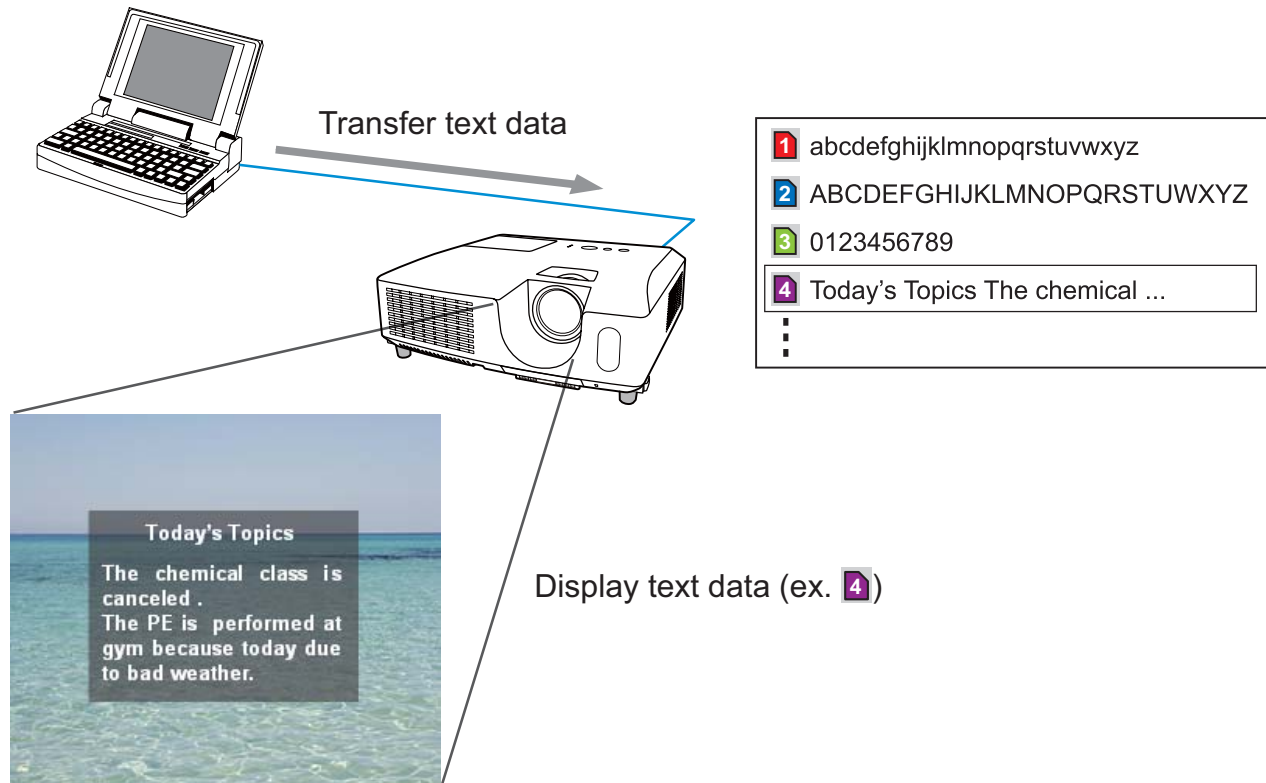 Transfer text data
1 abcdefghijklmnopqrstuvwxyz
2 ABCDEFGHIJKLMNOPQRSTUWXYZ
3 0123456789
4 Today’s Topics The chemical ...
Today's Topics
The chemical class is
canceled .
The PE is performed at
gym because today due
to bad weather.
Display text data (ex. 4)